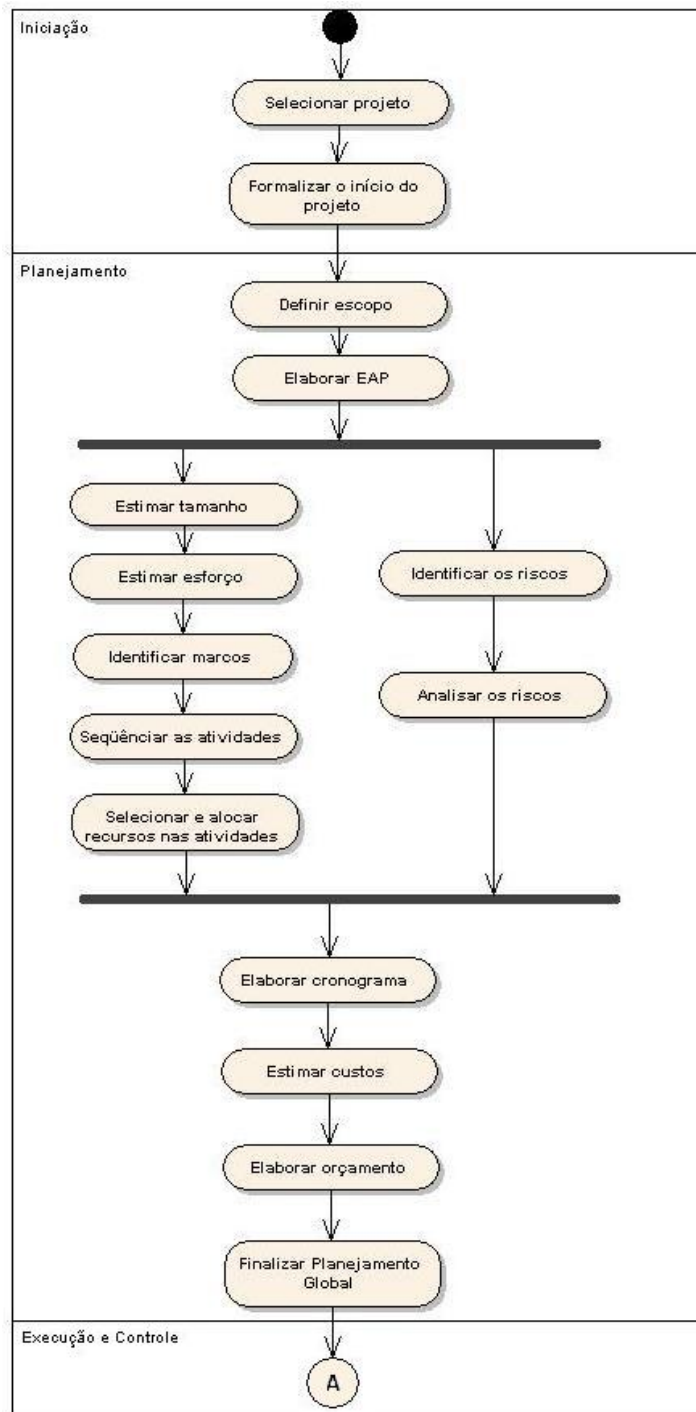 Iniciação
Selecionar projeto
Formalizar o início do
projeto
Planejamento
Definir escopo
Elaborar EAP
Estimar tamanho
Estimar esforço
Identificar marcos
Seqüênciar as atividades
Selecionar e alocar
recursos nas atividades
Identificar os riscos
Analisar os riscos
Elaborar cronograma
Estimar custos
Elaborar orçamento
Finalizar Planejamento
Global
Execução e Controle
A